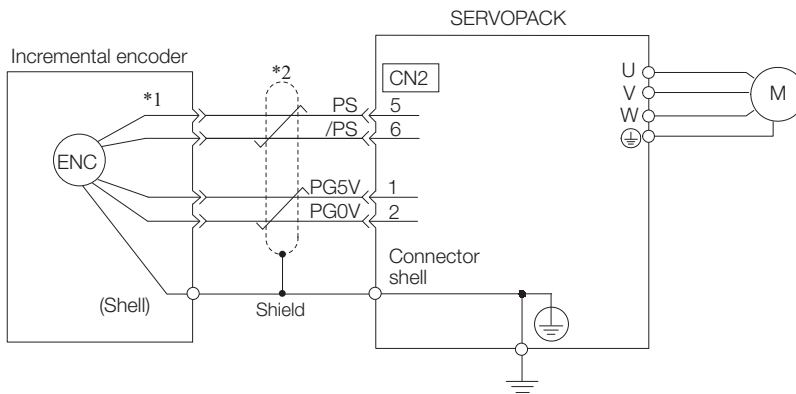 SERVOPACK
Incremental encoder
*1
*2
CN2
PS 5
/PS 6
ENC
PG5V 1
PG0V 2
U
V
W
M
Connector
shell
(Shell)
Shield